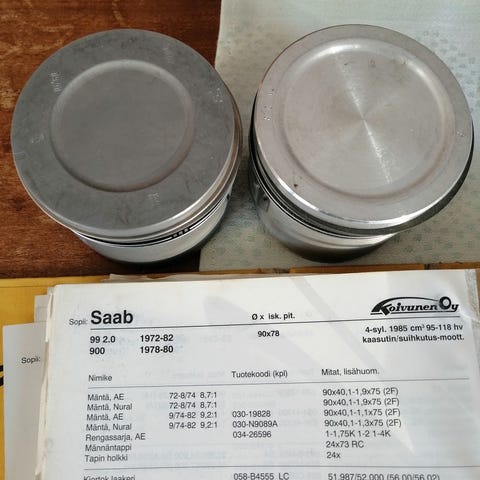 Sopii: Saab Ø x isk. pit. Koivunen Oy
99 2.0 1972-82 90x78 4-syl. 1985 cm³ 95-118 hv
900 1978-80 kaasutin/suihkutus-moott.
Nimike Tuotekoodi (kpl) Mitat, lisähuom.
Mäntä, AE 72-8/74 8,7:1 90x40,1-1,9x75 (2F)
Mäntä, Nural 72-8/74 8,7:1 90x40,1-1,9x75 (2F)
Mäntä, AE 9/74-82 9,2:1 030-19828 90x40,1-1,1x75 (2F)
Mäntä, Nural 9/74-82 9,2:1 030-N9089A 90x40,1-1,3x75 (2F)
Rengassarja, AE 034-26596 1-1,75K 1-2 1-4K
Männäntappi 24x73 RC
Tapin holkki 24x
Kiertok.laakeri 058-B4555 LC 51,987/52,000 (56,00/56,02)
Sopii: